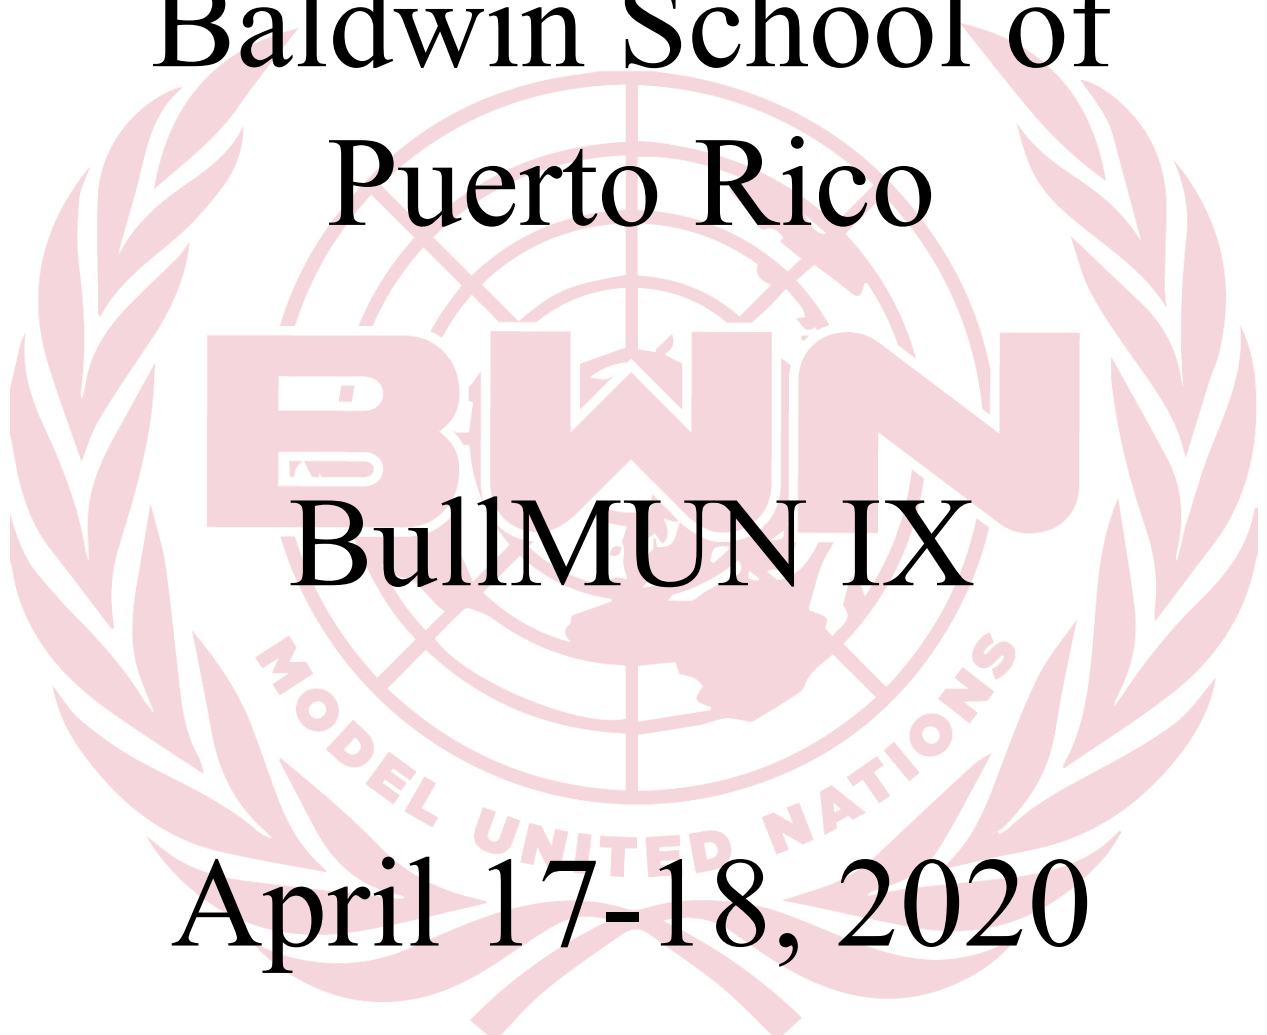 Baldwin School of
Puerto Rico
BWN
BullMUN IX
MODEL UNITED NATIONS
April 17-18, 2020